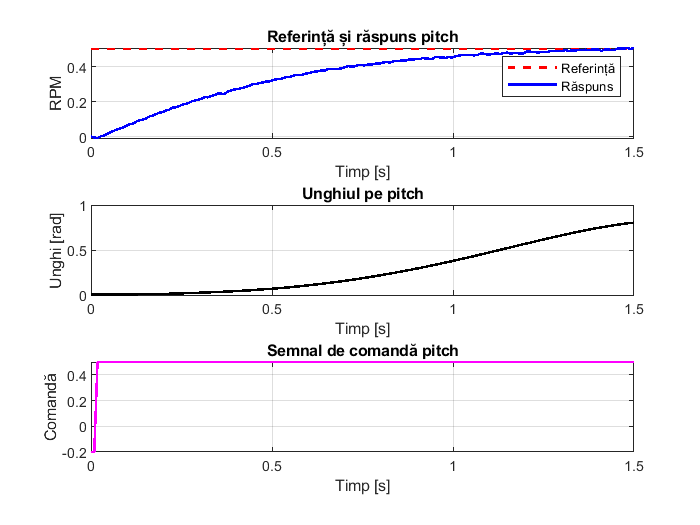 Referință și răspuns pitch
RPM
0.4
0.2
0
Referință
Răspuns
0 0.5 1 1.5
Timp [s]
Unghiul pe pitch
Unghi [rad]
1
0.5
0
0 0.5 1 1.5
Timp [s]
Semnal de comandă pitch
Comandă
0.4
0.2
0
-0.2
0 0.5 1 1.5
Timp [s]